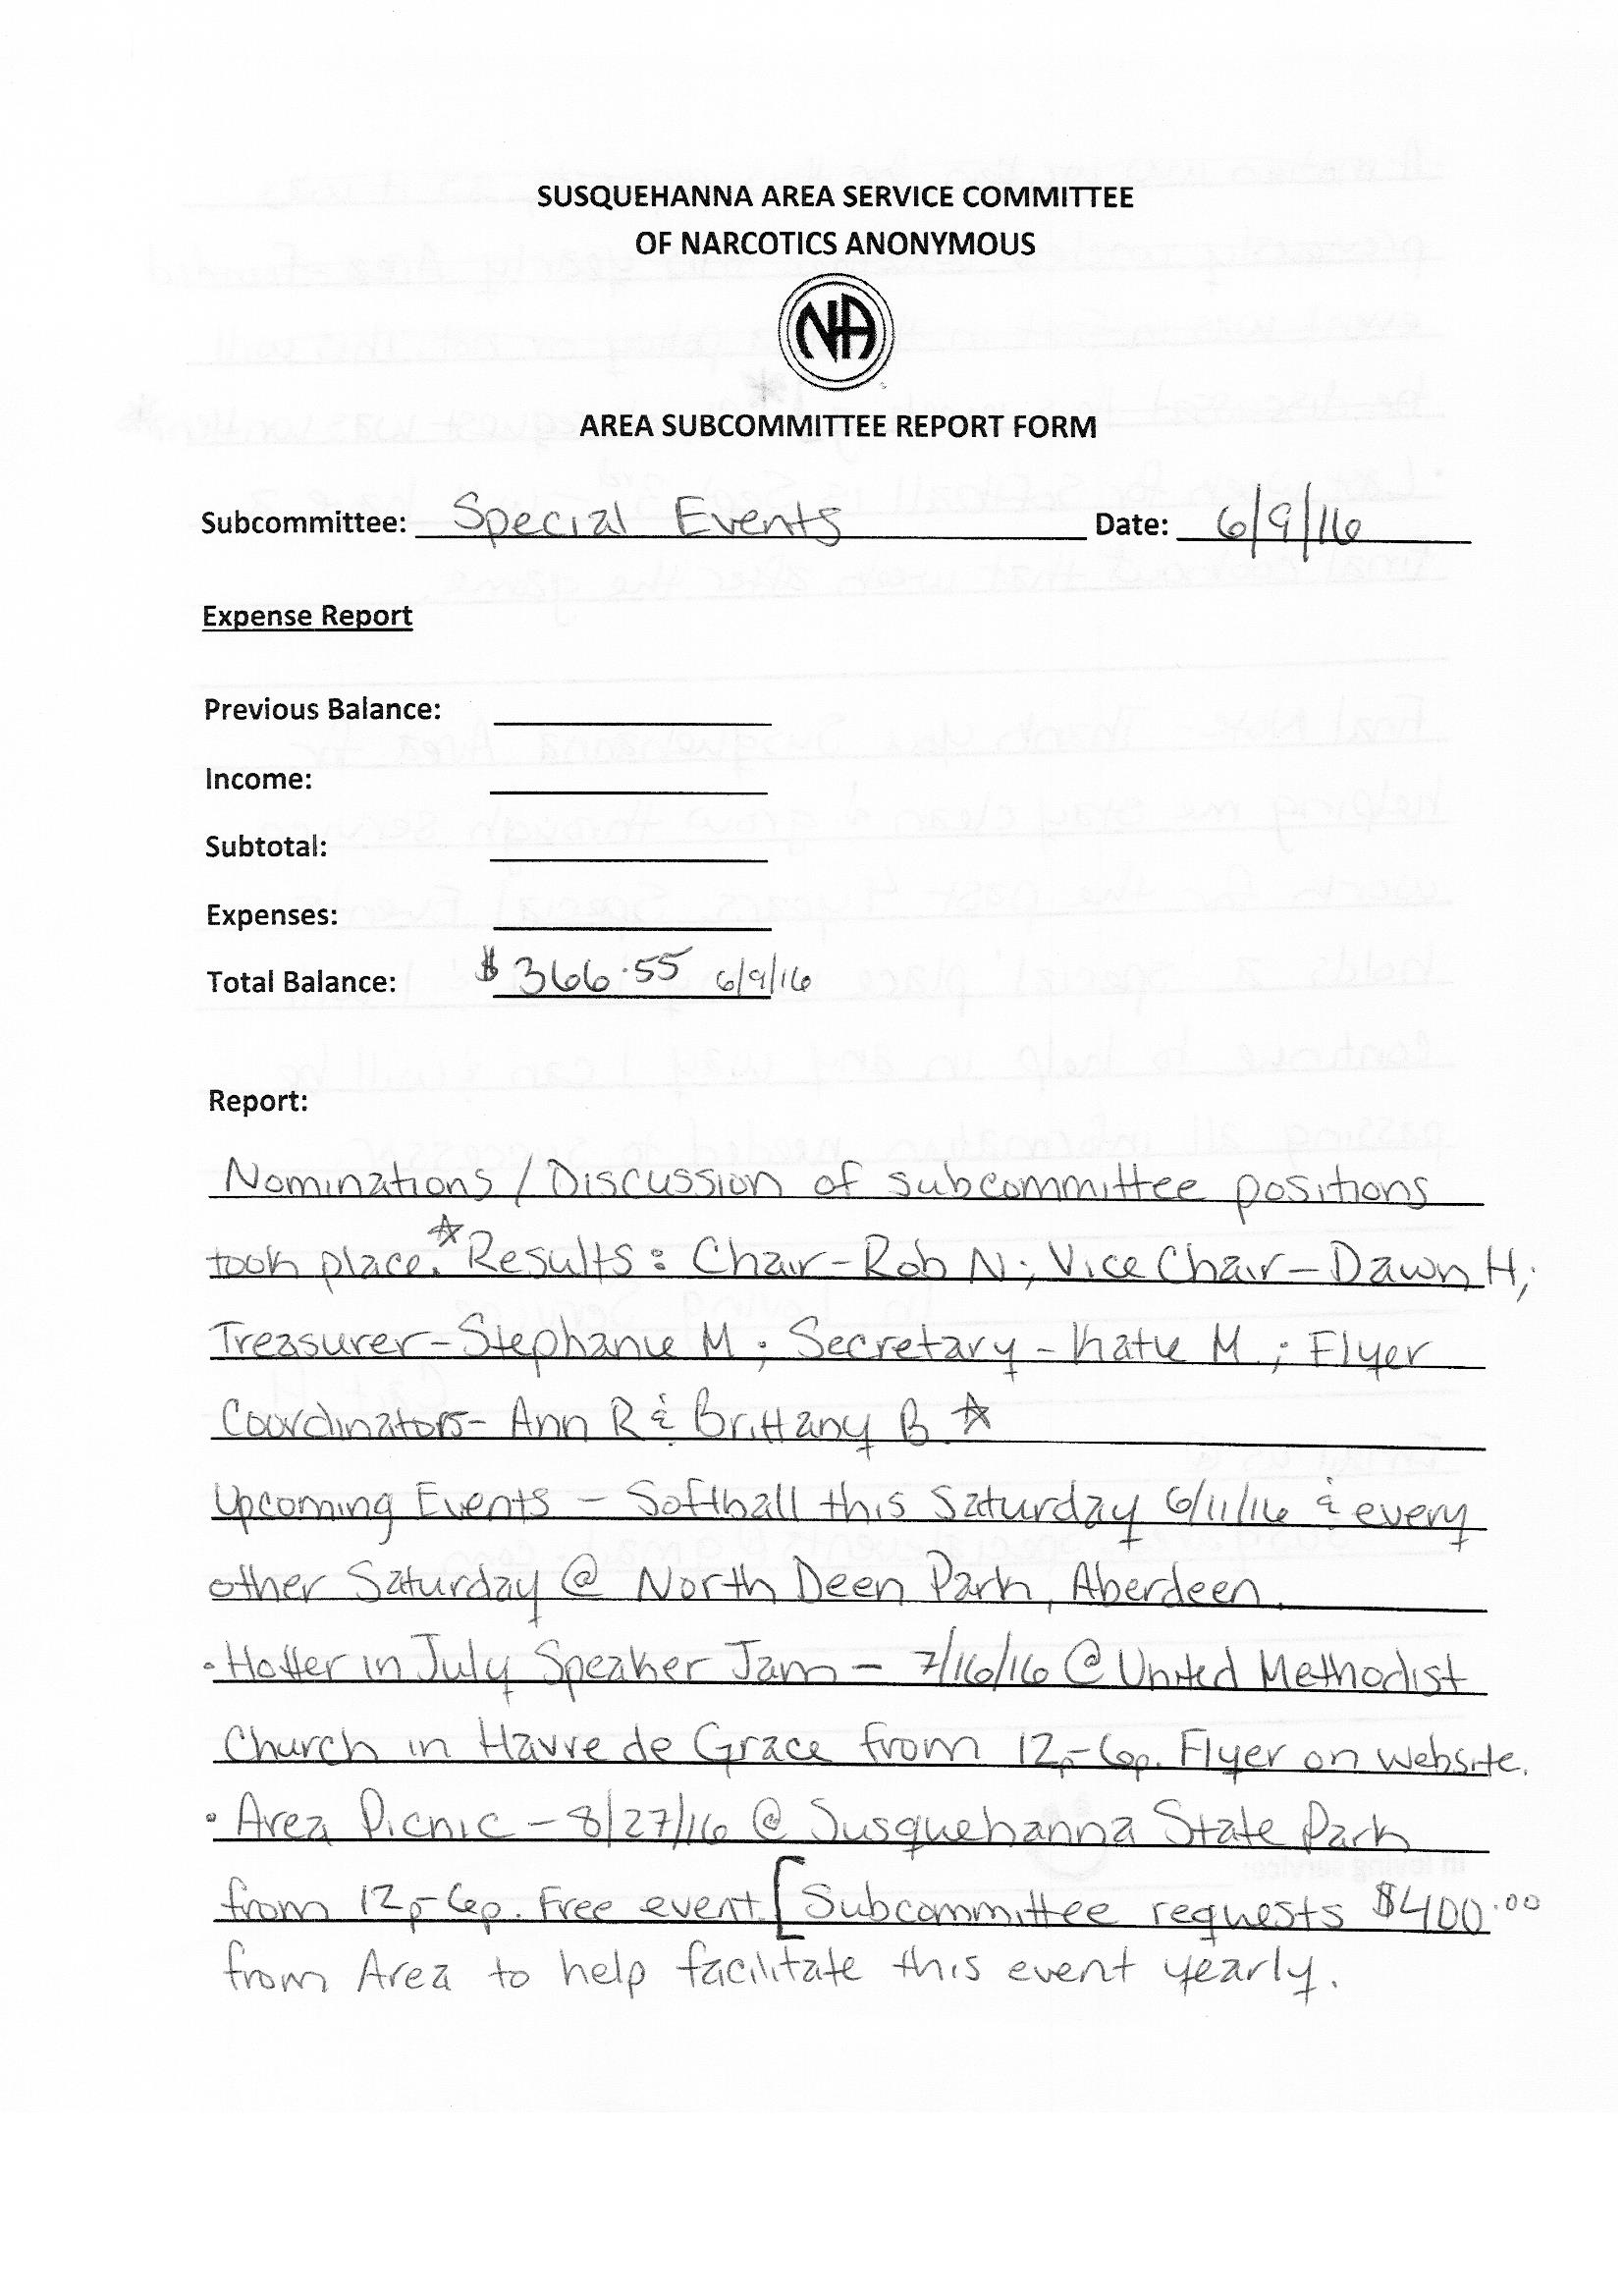 SUSQUEHANNA AREA SERVICE COMMITTEE
OF NARCOTICS ANONYMOUS
NA
AREA SUBCOMMITTEE REPORT FORM
Subcommittee: Special Events Date: 6/9/16
Expense Report
Previous Balance:
Income:
Subtotal:
Expenses:
Total Balance: $366.55 6/9/16
Report:
Nominations / Discussion of subcommittee positions
took place. ☆Results: Chair-Rob N; Vice Chair-Dawn H;
Treasurer-Stephanie M; Secretary-Katie M.; Flyer
Coordinators- Ann R & Brittany B. ☆
Upcoming Events - Softball this Saturday 6/11/16 & every
other Saturday @ North Deen Park, Aberdeen.
• Hotter in July Speaker Jam - 7/16/16 @ United Methodist
Church in Havre de Grace from 12p-6p. Flyer on website.
• Area Picnic - 8/27/16 @ Susquehanna State Park
from 12p-6p. Free event. [Subcommittee requests $400.00
from Area to help facilitate this event yearly.